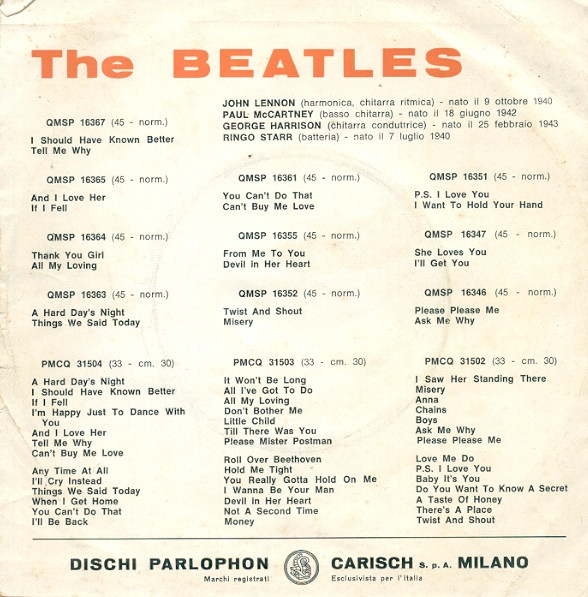 The BEATLES
JOHN LENNON (harmonica, chitarra ritmica) - nato il 9 ottobre 1940
PAUL McCARTNEY (basso chitarra) - nato il 18 giugno 1942
GEORGE HARRISON (chitarra conduttrice) - nato il 25 febbraio 1943
RINGO STARR (batteria) - nato il 7 luglio 1940
QMSP 16367 (45 - norm.)
I Should Have Known Better
Tell Me Why
QMSP 16365 (45 - norm.)
And I Love Her
If I Fell
QMSP 16361 (45 - norm.)
You Can't Do That
Can't Buy Me Love
QMSP 16351 (45 - norm.)
P.S. I Love You
I Want To Hold Your Hand
QMSP 16364 (45 - norm.)
Thank You Girl
All My Loving
QMSP 16355 (45 - norm.)
From Me To You
Devil in Her Heart
QMSP 16347 (45 - norm.)
She Loves You
I'll Get You
QMSP 16363 (45 - norm.)
A Hard Day's Night
Things We Said Today
QMSP 16352 (45 - norm.)
Twist And Shout
Misery
QMSP 16346 (45 - norm.)
Please Please Me
Ask Me Why
PMCQ 31504 (33 - cm. 30)
A Hard Day's Night
I Should Have Known Better
If I Fell
I'm Happy Just To Dance With
You
And I Love Her
Tell Me Why
Can't Buy Me Love
Any Time At All
I'll Cry Instead
Things We Said Today
When I Get Home
You Can't Do That
I'll Be Back
PMCQ 31503 (33 - cm. 30)
It Won't Be Long
All I've Got To Do
All My Loving
Don't Bother Me
Little Child
Till There Was You
Please Mister Postman
Roll Over Beethoven
Hold Me Tight
You Really Gotta Hold On Me
I Wanna Be Your Man
Devil in Her Heart
Not A Second Time
Money
PMCQ 31502 (33 - cm. 30)
I Saw Her Standing There
Misery
Anna
Chains
Boys
Ask Me Why
Please Please Me
Love Me Do
P.S. I Love You
Baby It's You
Do You Want To Know A Secret
A Taste Of Honey
There's A Place
Twist And Shout
DISCHI PARLOPHON
Marchi registrati
CARISCH S.p.A. MILANO
Esclusivista per l'Italia